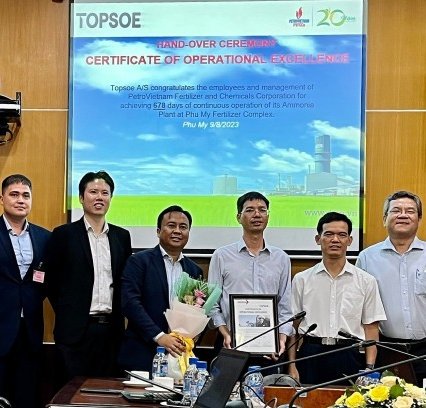 TOPSOE
PETROVIETNAM
20
HAND-OVER CEREMONY
CERTIFICATE OF OPERATIONAL EXCELLENCE
Topsoe A/S congratulates the employees and management of
PetroVietnam Fertilizer and Chemicals Corporation for
achieving 678 days of continuous operation of its Ammonia
Plant at Phu My Fertilizer Complex.
Phu My 9/8/2023